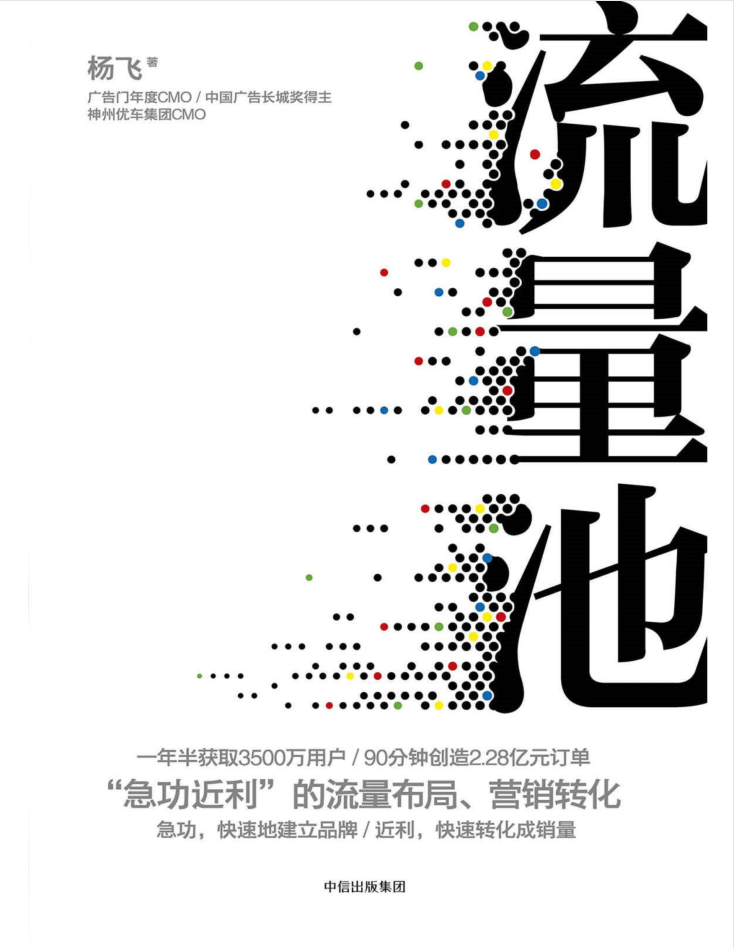 杨飞 著
广告门年度CMO / 中国广告长城奖得主
神州优车集团CMO
流量池
一年半获取3500万用户 / 90分钟创造2.28亿元订单
“急功近利”的流量布局、营销转化
急功，快速地建立品牌 / 近利，快速转化成销量
中信出版集团